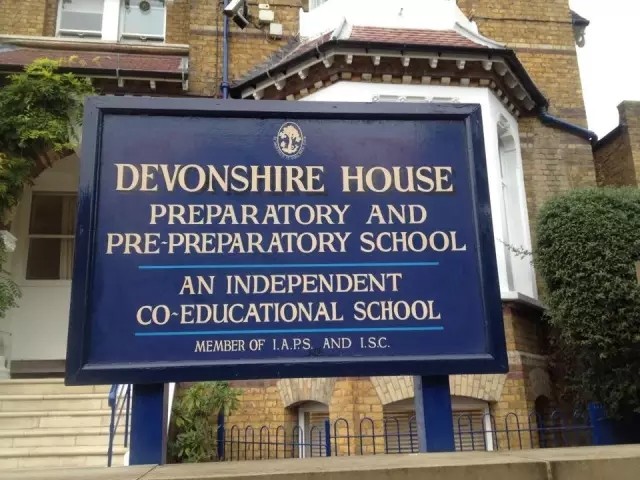 DEVONSHIRE HOUSE
PREPARATORY AND
PRE-PREPARATORY SCHOOL
AN INDEPENDENT
CO-EDUCATIONAL SCHOOL
MEMBER OF I.A.P.S. AND I.S.C.